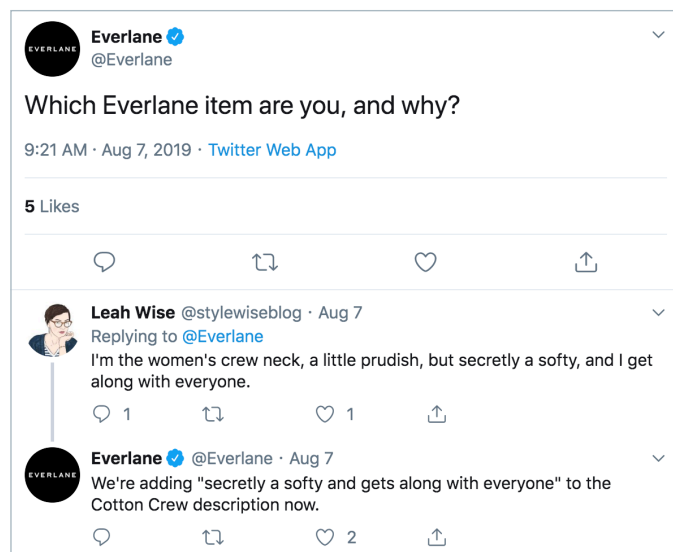 EVERLANE
Everlane
@Everlane
Which Everlane item are you, and why?
9:21 AM · Aug 7, 2019 · Twitter Web App
5 Likes
Leah Wise @stylewiseblog · Aug 7
Replying to @Everlane
I'm the women's crew neck, a little prudish, but secretly a softy, and I get
along with everyone.
1 1
EVERLANE
Everlane @Everlane · Aug 7
We're adding "secretly a softy and gets along with everyone" to the
Cotton Crew description now.
2